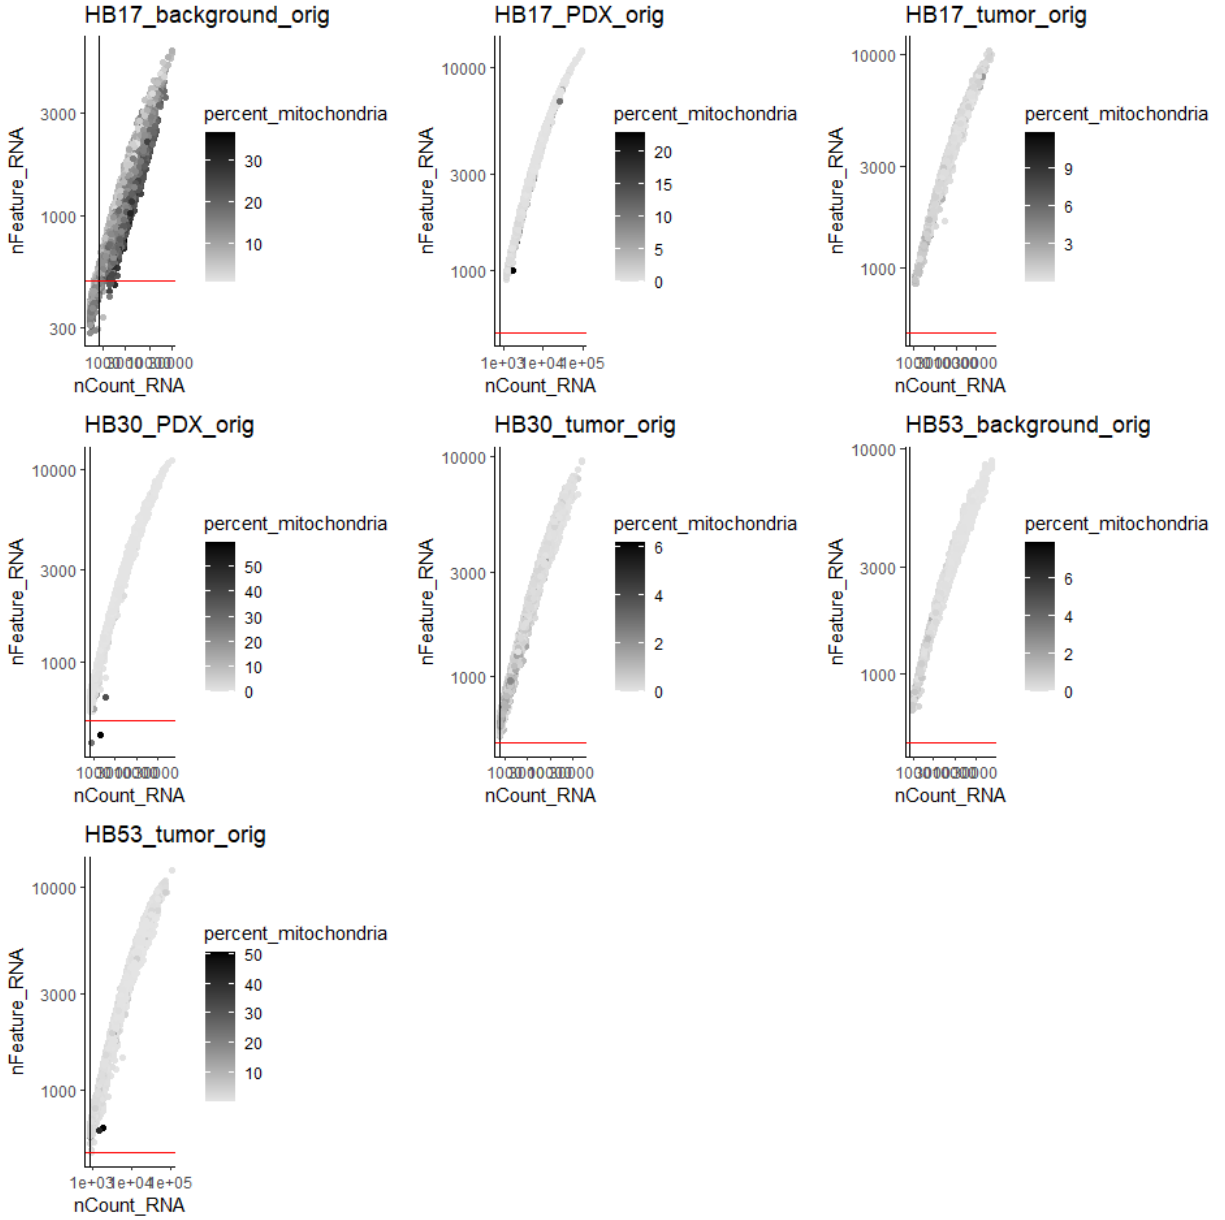 HB17_background_orig
nFeature_RNA
3000
1000
300
nCount_RNA
percent_mitochondria
30
20
10
HB17_PDX_orig
nFeature_RNA
10000
3000
1000
1e+03
1e+04
1e+05
nCount_RNA
percent_mitochondria
20
15
10
5
0
HB17_tumor_orig
nFeature_RNA
10000
3000
1000
nCount_RNA
percent_mitochondria
9
6
3
HB30_PDX_orig
nFeature_RNA
10000
3000
1000
nCount_RNA
percent_mitochondria
50
40
30
20
10
0
HB30_tumor_orig
nFeature_RNA
10000
3000
1000
nCount_RNA
percent_mitochondria
6
4
2
0
HB53_background_orig
nFeature_RNA
10000
3000
1000
nCount_RNA
percent_mitochondria
6
4
2
0
HB53_tumor_orig
nFeature_RNA
10000
3000
1000
1e+03
1e+04
1e+05
nCount_RNA
percent_mitochondria
50
40
30
20
10